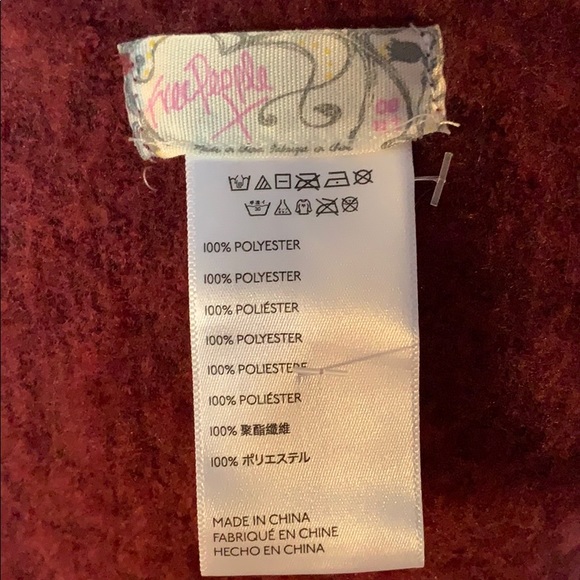 Free People
Made in China Fabriqué en Chine
100% POLYESTER
100% POLYESTER
100% POLIÉSTER
100% POLYESTER
100% POLIESTERE
100% POLIÉSTER
100% 聚酯纖維
100% ポリエステル
MADE IN CHINA
FABRIQUÉ EN CHINE
HECHO EN CHINA